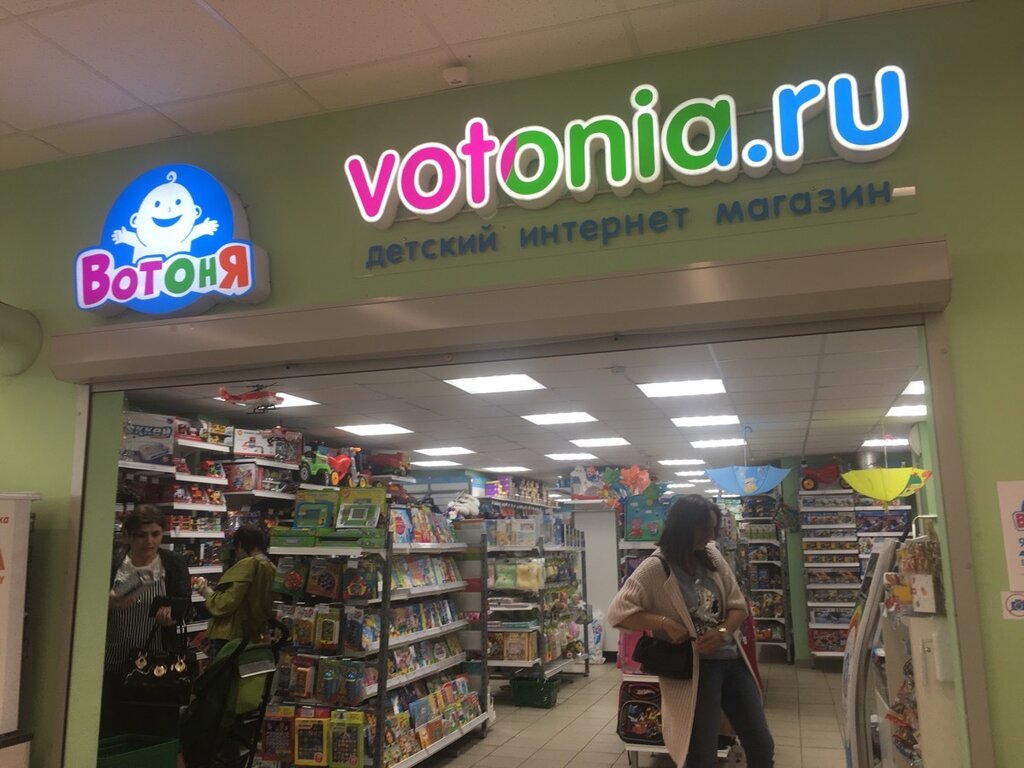 votonia.ru
детский интернет магазин
ВотонЯ